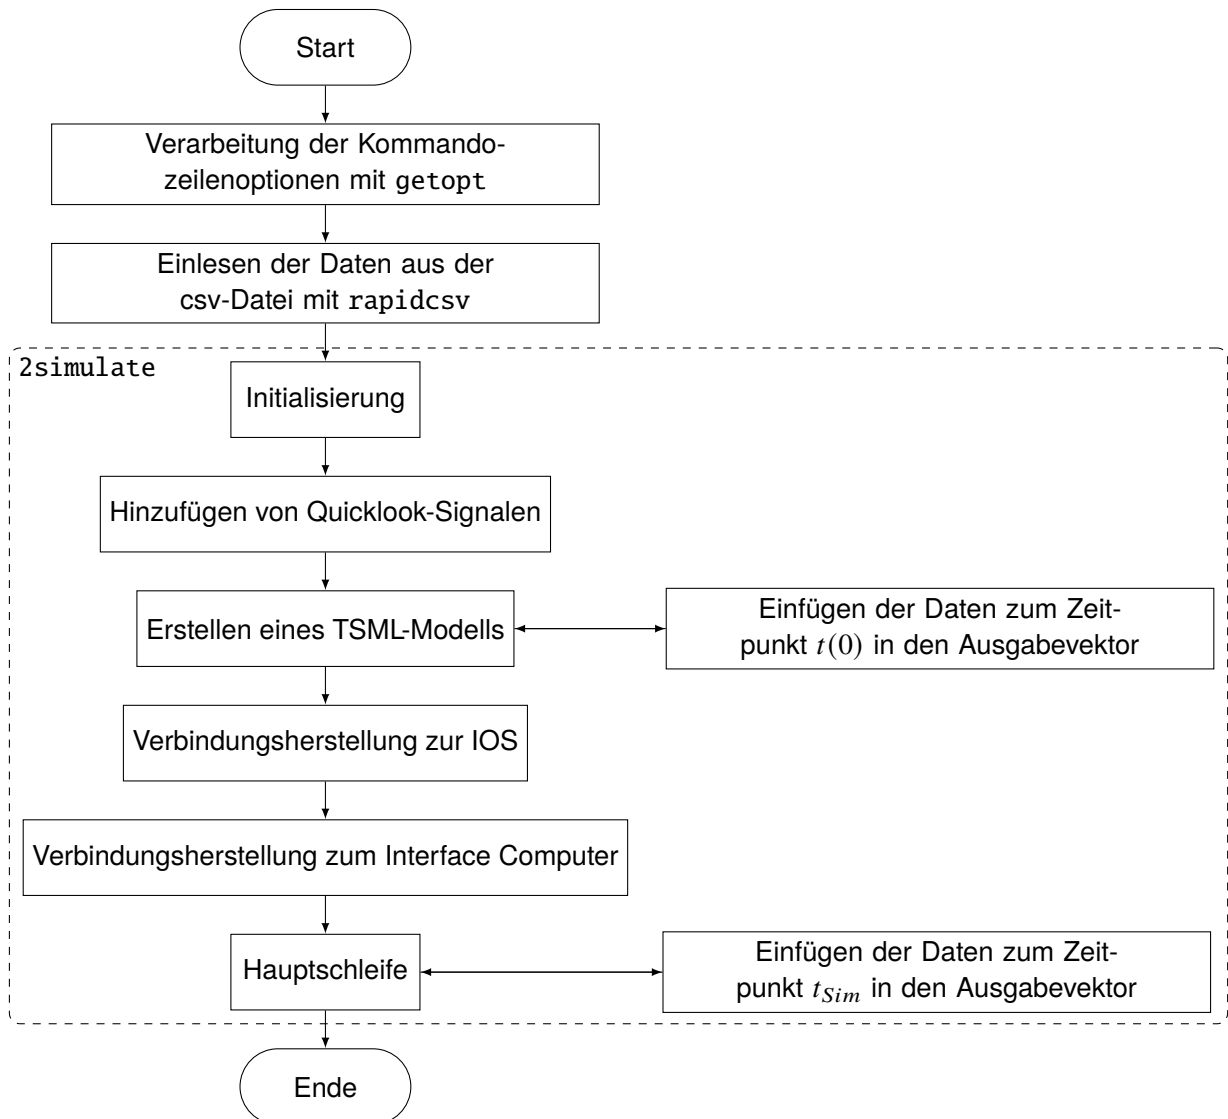 Start
Verarbeitung der Kommando-
zeilenoptionen mit getopt
Einlesen der Daten aus der
csv-Datei mit rapidcsv
2simulate
Initialisierung
Hinzufügen von Quicklook-Signalen
Erstellen eines TSML-Modells
Einfügen der Daten zum Zeit-
punkt t(0) in den Ausgabevektor
Verbindungsherstellung zur IOS
Verbindungsherstellung zum Interface Computer
Hauptschleife
Einfügen der Daten zum Zeit-
punkt t_{Sim} in den Ausgabevektor
Ende